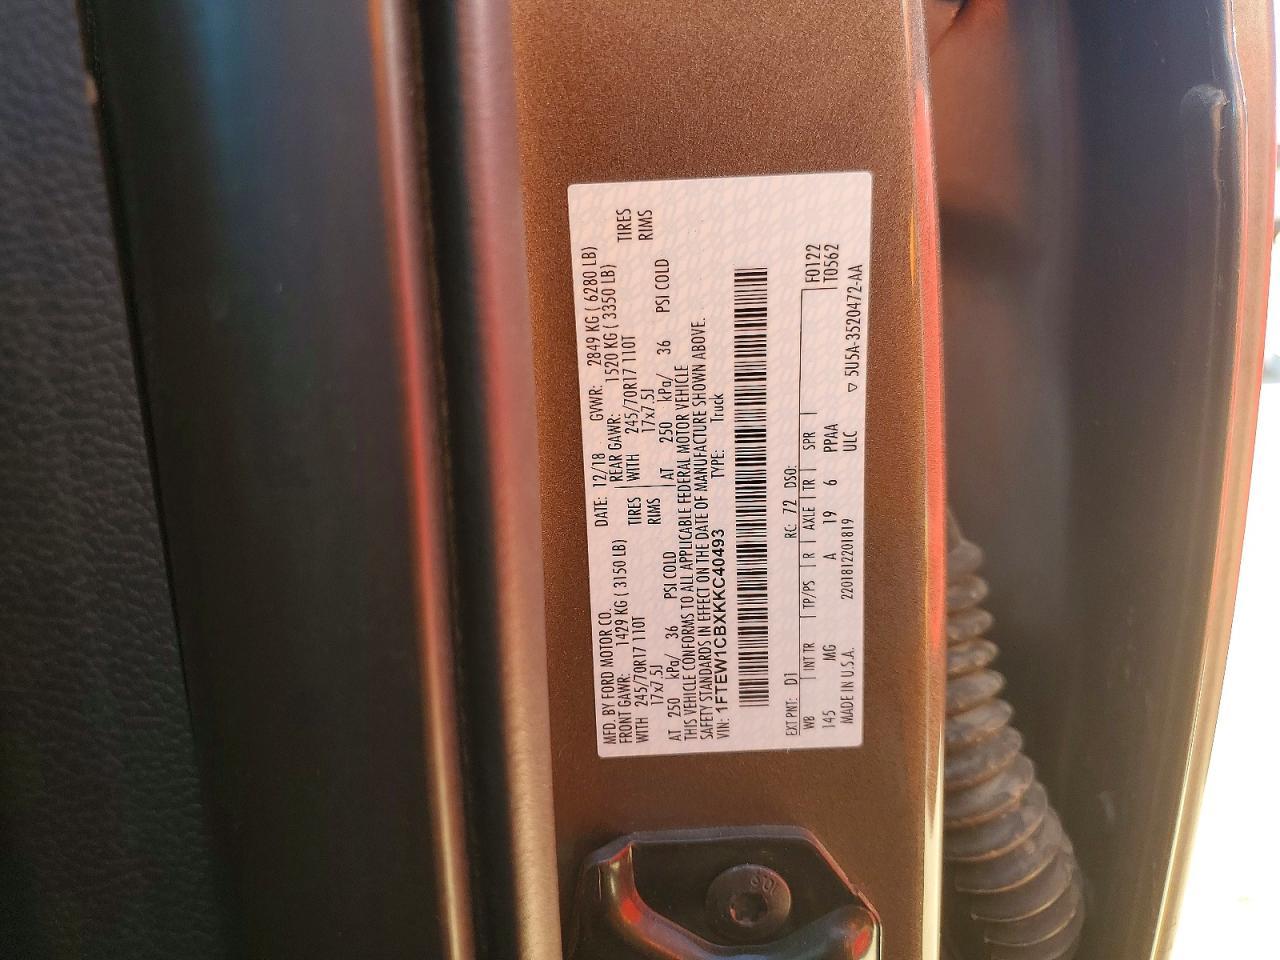 MFD. BY FORD MOTOR CO.
DATE: 12/18 GVWR: 2849 KG ( 6280 LB)
FRONT GAWR: 1429 KG ( 3150 LB) REAR GAWR: 1520 KG ( 3350 LB)
WITH 245/70R17 110T TIRES WITH 245/70R17 110T TIRES
17x7.5J RIMS 17x7.5J RIMS
AT 250 kPa/ 36 PSI COLD AT 250 kPa/ 36 PSI COLD
THIS VEHICLE CONFORMS TO ALL APPLICABLE FEDERAL MOTOR VEHICLE
SAFETY STANDARDS IN EFFECT ON THE DATE OF MANUFACTURE SHOWN ABOVE.
VIN: 1FTEW1CBXKKC40493 TYPE: Truck
EXT PNT: D1 RC: 72 DSO:
WB INT TR TP/PS R AXLE TR SPR F0122
145 MG A 19 6 PPAA T0562
MADE IN U.S.A. 2201812201819 ULC ▽ 5U5A-3520472-AA